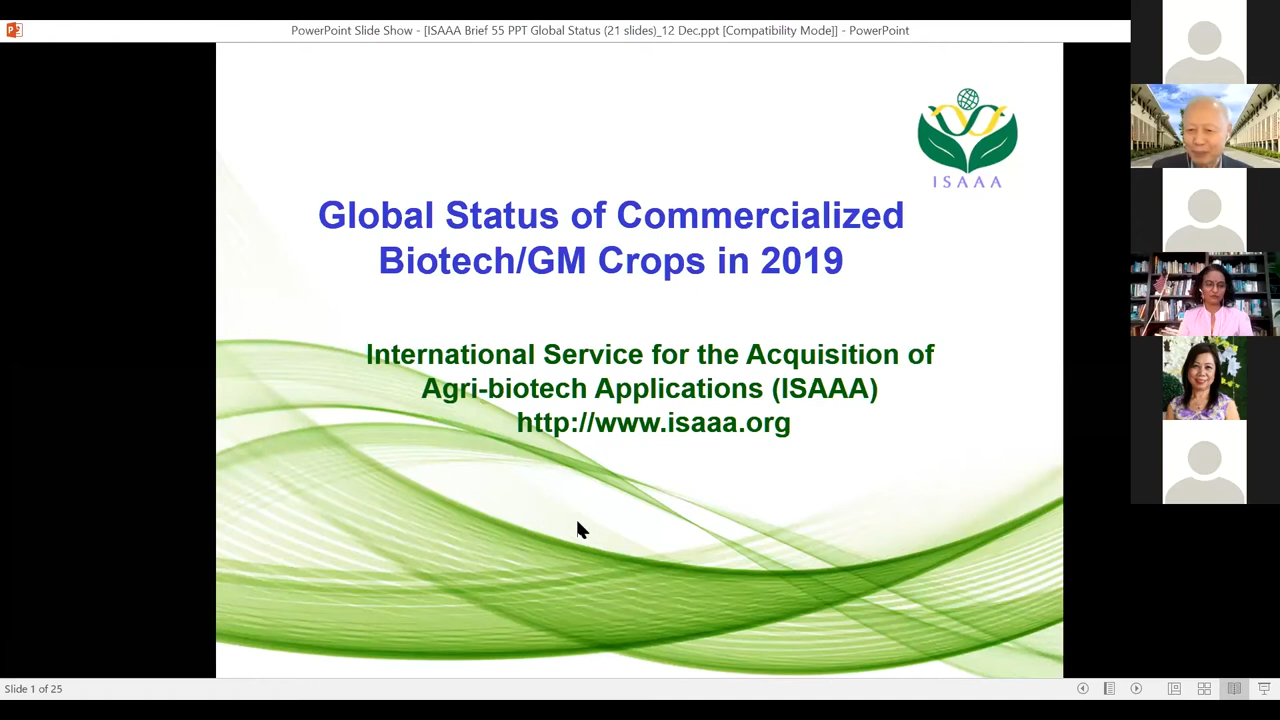 PowerPoint Slide Show - [ISAAA Brief 55 PPT Global Status (21 slides)_12 Dec.ppt [Compatibility Mode]] - PowerPoint
ISAAA
Global Status of Commercialized
Biotech/GM Crops in 2019
International Service for the Acquisition of
Agri-biotech Applications (ISAAA)
http://www.isaaa.org
Slide 1 of 25